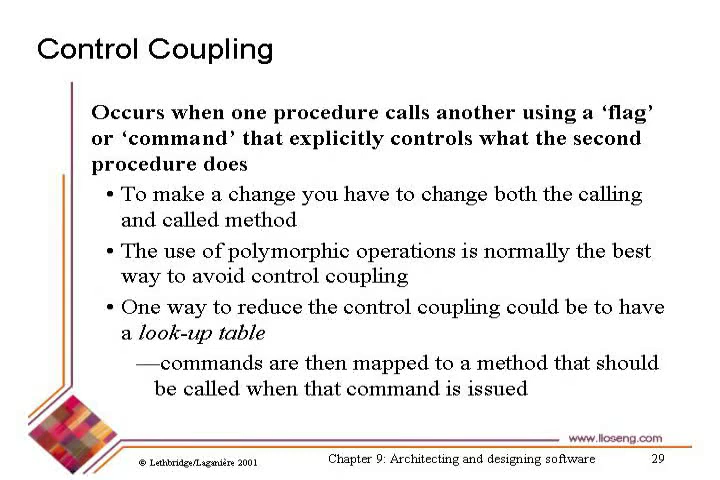 Control Coupling
Occurs when one procedure calls another using a ‘flag’
or ‘command’ that explicitly controls what the second
procedure does
• To make a change you have to change both the calling
and called method
• The use of polymorphic operations is normally the best
way to avoid control coupling
• One way to reduce the control coupling could be to have
a look-up table
—commands are then mapped to a method that should
be called when that command is issued
www.lloseng.com
© Lethbridge/Laganière 2001
Chapter 9: Architecting and designing software
29